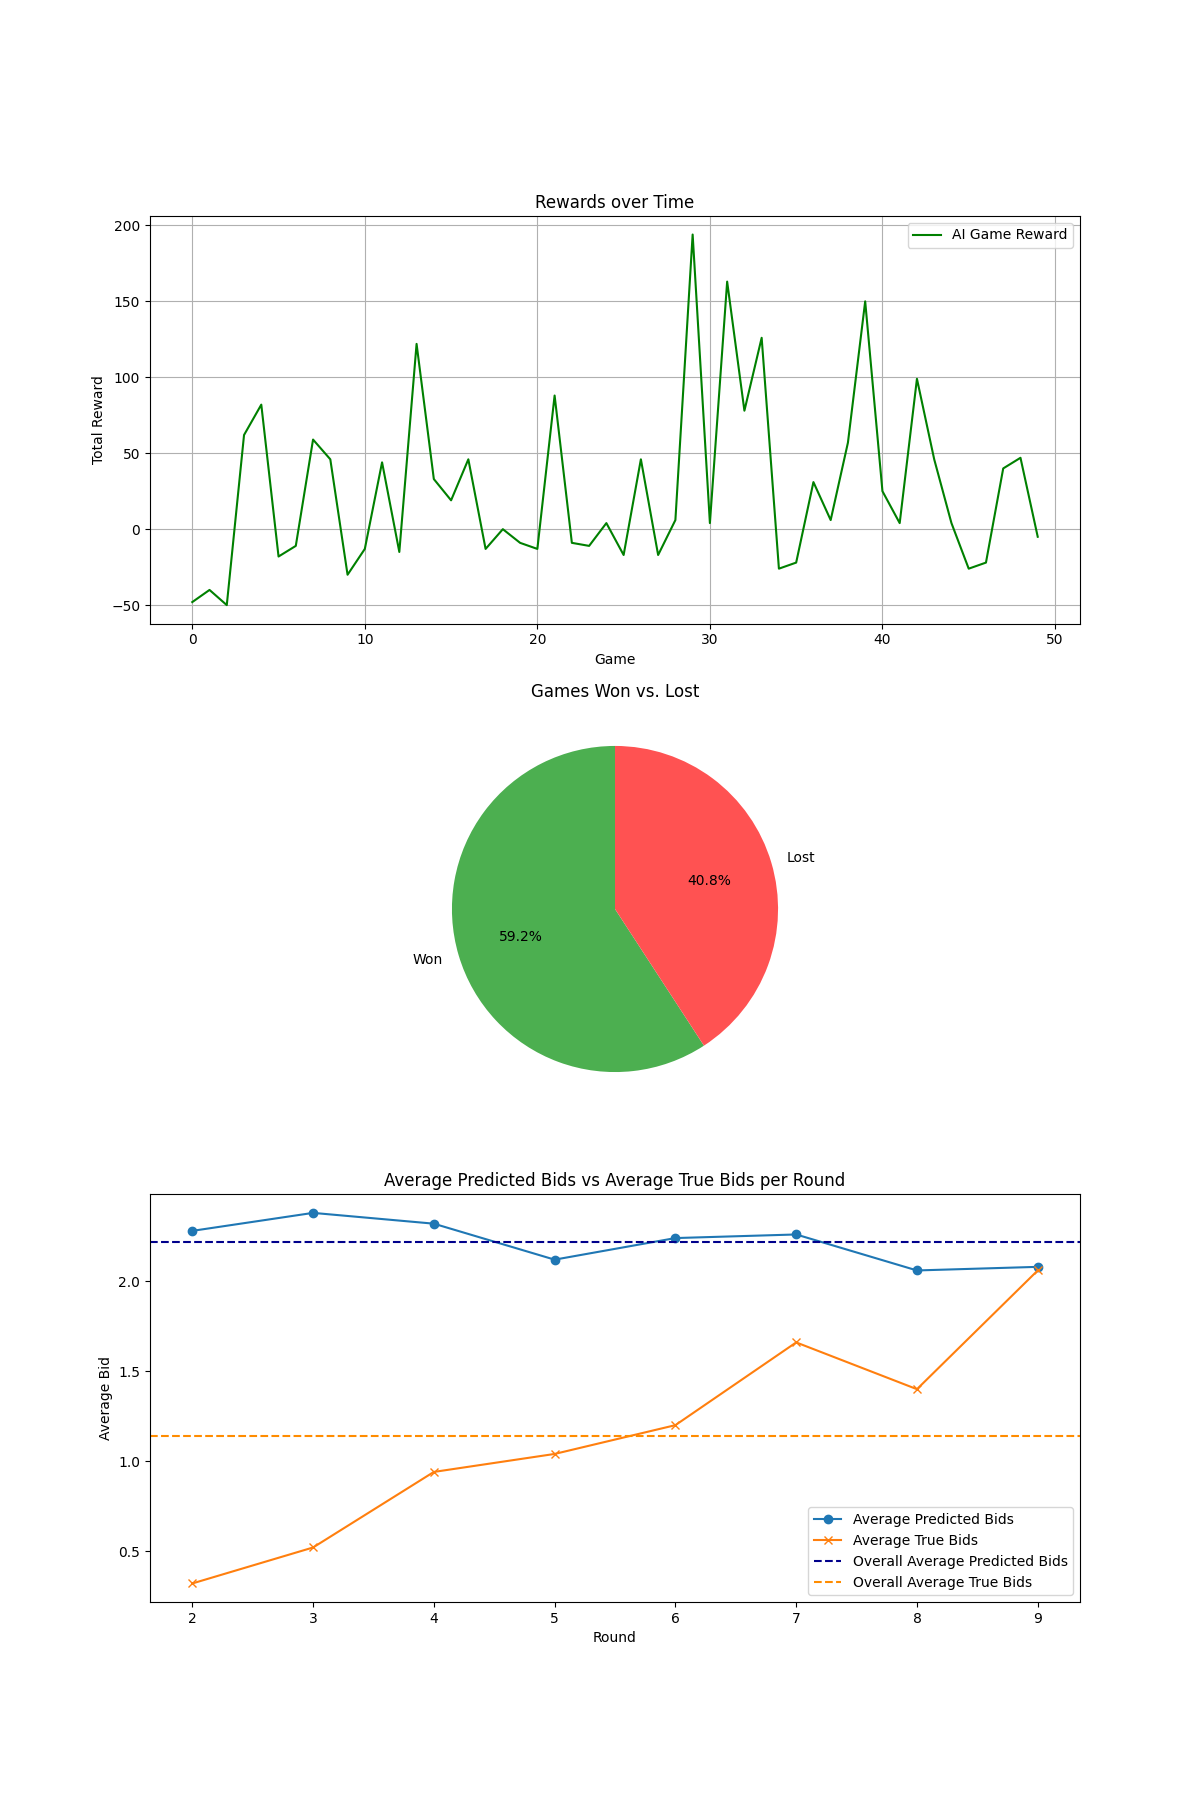 Rewards over Time
AI Game Reward
Total Reward
200
150
100
50
0
−50
0 10 20 30 40 50
Game
Games Won vs. Lost
Lost
40.8%
59.2%
Won
Average Predicted Bids vs Average True Bids per Round
Average Bid
2.0
1.5
1.0
0.5
Average Predicted Bids
Average True Bids
Overall Average Predicted Bids
Overall Average True Bids
2 3 4 5 6 7 8 9
Round